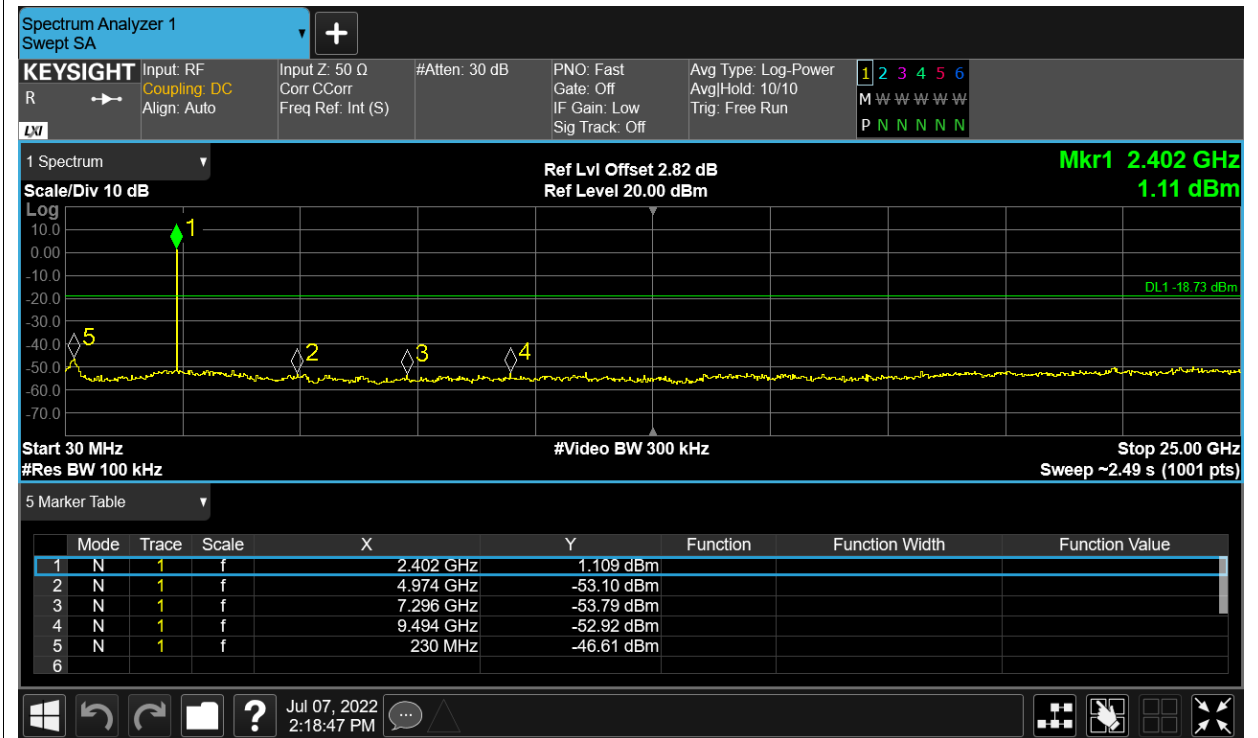 Spectrum Analyzer 1
Swept SA
KEYSIGHT
R
LXI
Input: RF
Coupling: DC
Align: Auto
Input Z: 50 Ω
Corr CCorr
Freq Ref: Int (S)
#Atten: 30 dB
PNO: Fast
Gate: Off
IF Gain: Low
Sig Track: Off
Avg Type: Log-Power
Avg|Hold: 10/10
Trig: Free Run
1 2 3 4 5 6
M W W W W W
P N N N N N
1 Spectrum
Scale/Div 10 dB
Ref Lvl Offset 2.82 dB
Ref Level 20.00 dBm
Mkr1 2.402 GHz
1.11 dBm
Log
10.0
0.00
-10.0
-20.0
-30.0
-40.0
-50.0
-60.0
-70.0
1
DL1 -18.73 dBm
5
2
3
4
Start 30 MHz
#Video BW 300 kHz
Stop 25.00 GHz
#Res BW 100 kHz
Sweep ~2.49 s (1001 pts)
5 Marker Table
Mode Trace Scale X Y Function Function Width Function Value
1 N 1 f 2.402 GHz 1.109 dBm
2 N 1 f 4.974 GHz -53.10 dBm
3 N 1 f 7.296 GHz -53.79 dBm
4 N 1 f 9.494 GHz -52.92 dBm
5 N 1 f 230 MHz -46.61 dBm
6
?
Jul 07, 2022
2:18:47 PM